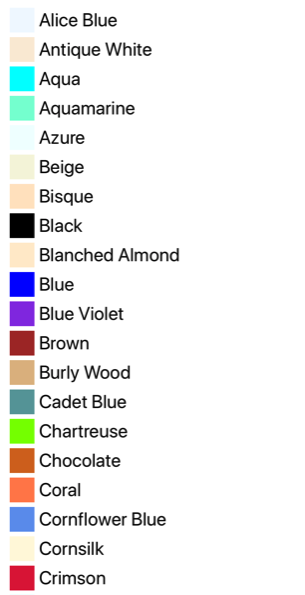 Alice Blue
Antique White
Aqua
Aquamarine
Azure
Beige
Bisque
Black
Blanched Almond
Blue
Blue Violet
Brown
Burly Wood
Cadet Blue
Chartreuse
Chocolate
Coral
Cornflower Blue
Cornsilk
Crimson